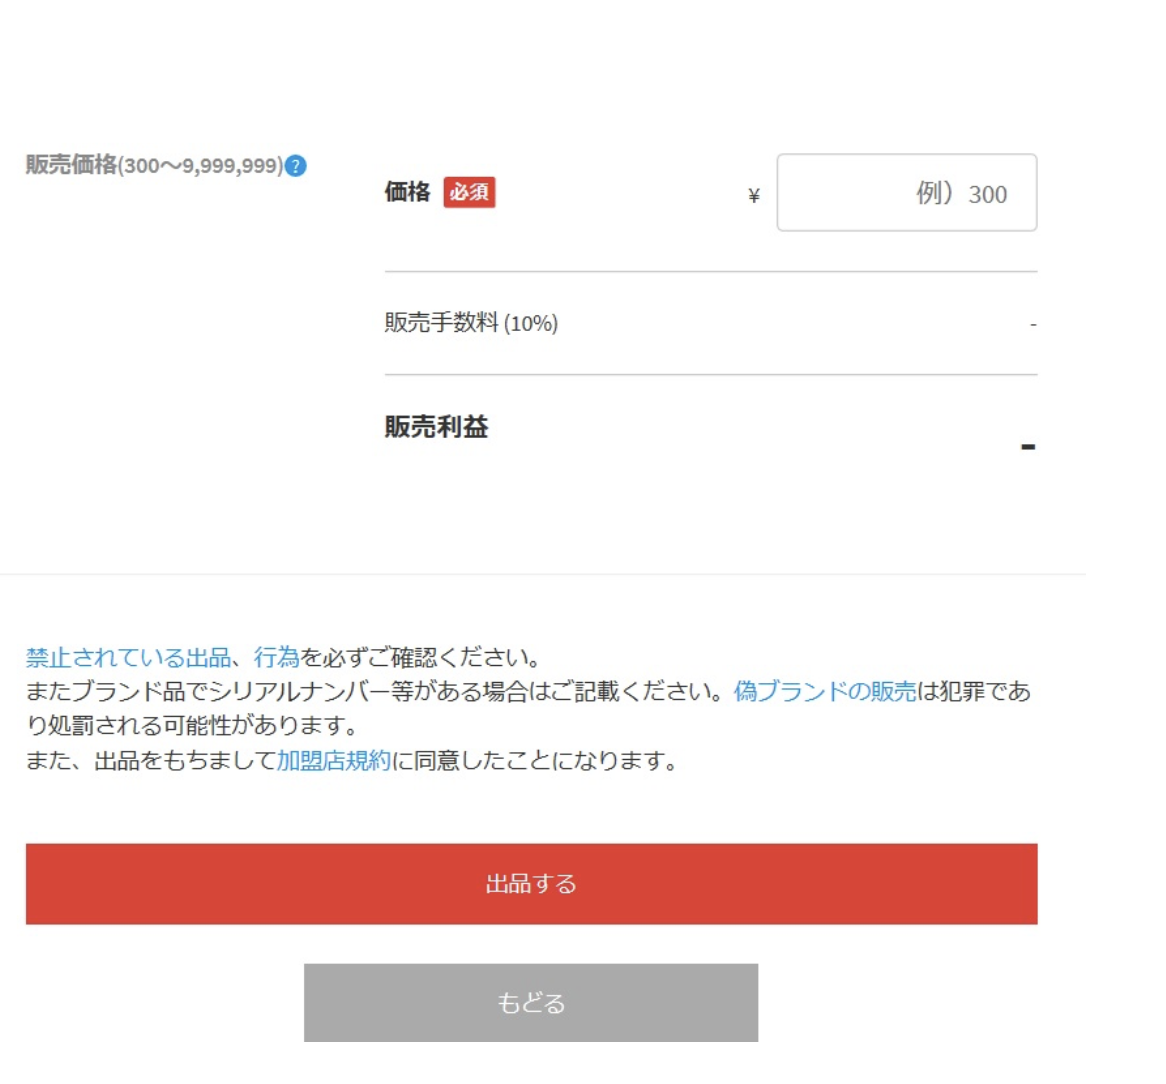 販売価格(300〜9,999,999)?
価格 必須 ¥ 例）300
販売手数料 (10%) -
販売利益 -
禁止されている出品、行為を必ずご確認ください。
またブランド品でシリアルナンバー等がある場合はご記載ください。偽ブランドの販売は犯罪であ
り処罰される可能性があります。
また、出品をもちまして加盟店規約に同意したことになります。
出品する
もどる